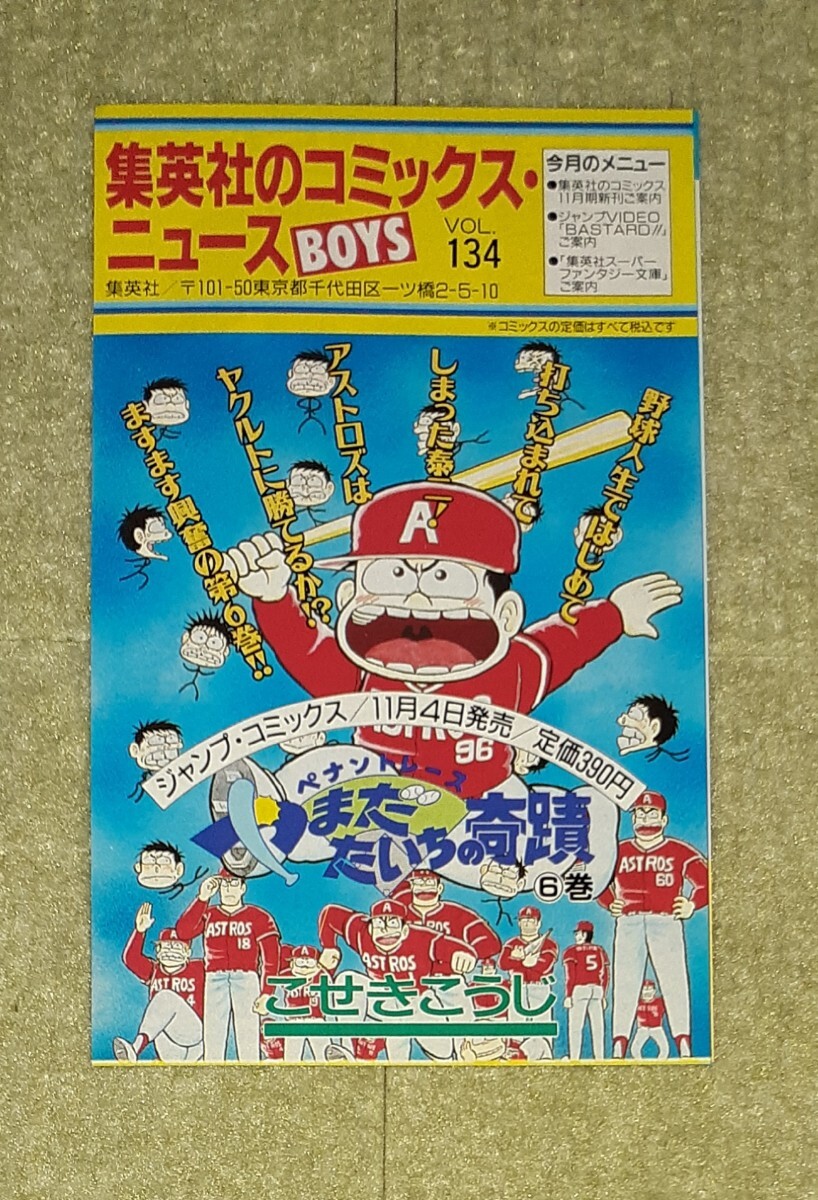 集英社のコミックス・
ニュース BOYS VOL. 134
集英社／〒101-50東京都千代田区一ツ橋2-5-10
今月のメニュー
●集英社のコミックス
11月期新刊ご案内
●ジャンプVIDEO
「BASTARD!!」
ご案内
●「集英社スーパー
ファンタジー文庫」
ご案内
※コミックスの定価はすべて税込です
野球人生ではじめて
打ち込まれて
しまった泰二!
アストロズは
ヤクルトに勝てるか!?
ますます興奮の第6巻!!
A
ASTROS
96
ジャンプ・コミックス／11月4日発売／定価390円
ペナントレース
やまだ
たいちの奇蹟
⑥巻
ASTROS
60
ASTROS
18
ASTROS
4
ASTROS
5
こせきこうじ